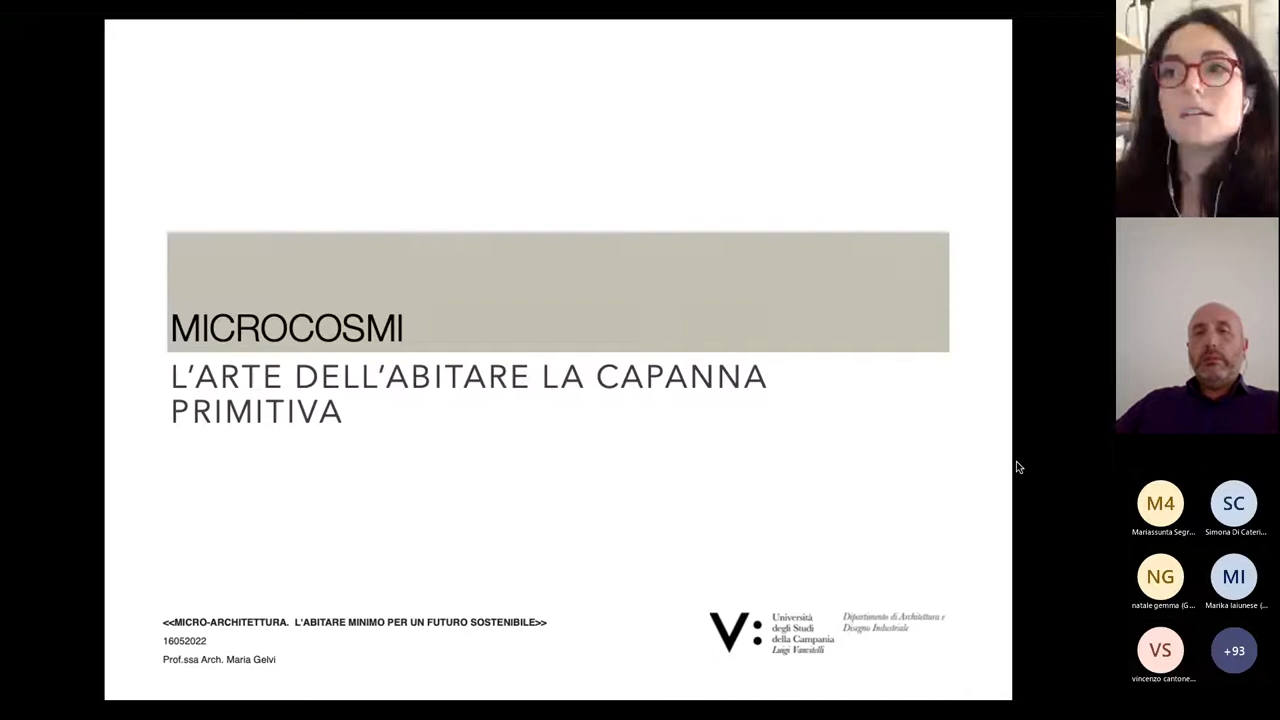 MICROCOSMI
L'ARTE DELL'ABITARE LA CAPANNA
PRIMITIVA
<<MICRO-ARCHITETTURA. L'ABITARE MINIMO PER UN FUTURO SOSTENIBILE>>
16052022
Prof.ssa Arch. Maria Gelvi
V:
Università
degli Studi
della Campania
Luigi Vanvitelli
Dipartimento di Architettura e
Disegno Industriale
M4
Mariassunta Segr...
SC
Simona Di Cateri...
NG
natale gemma (G...
MI
Marika Iaiunese (...
VS
vincenzo cantone...
+93